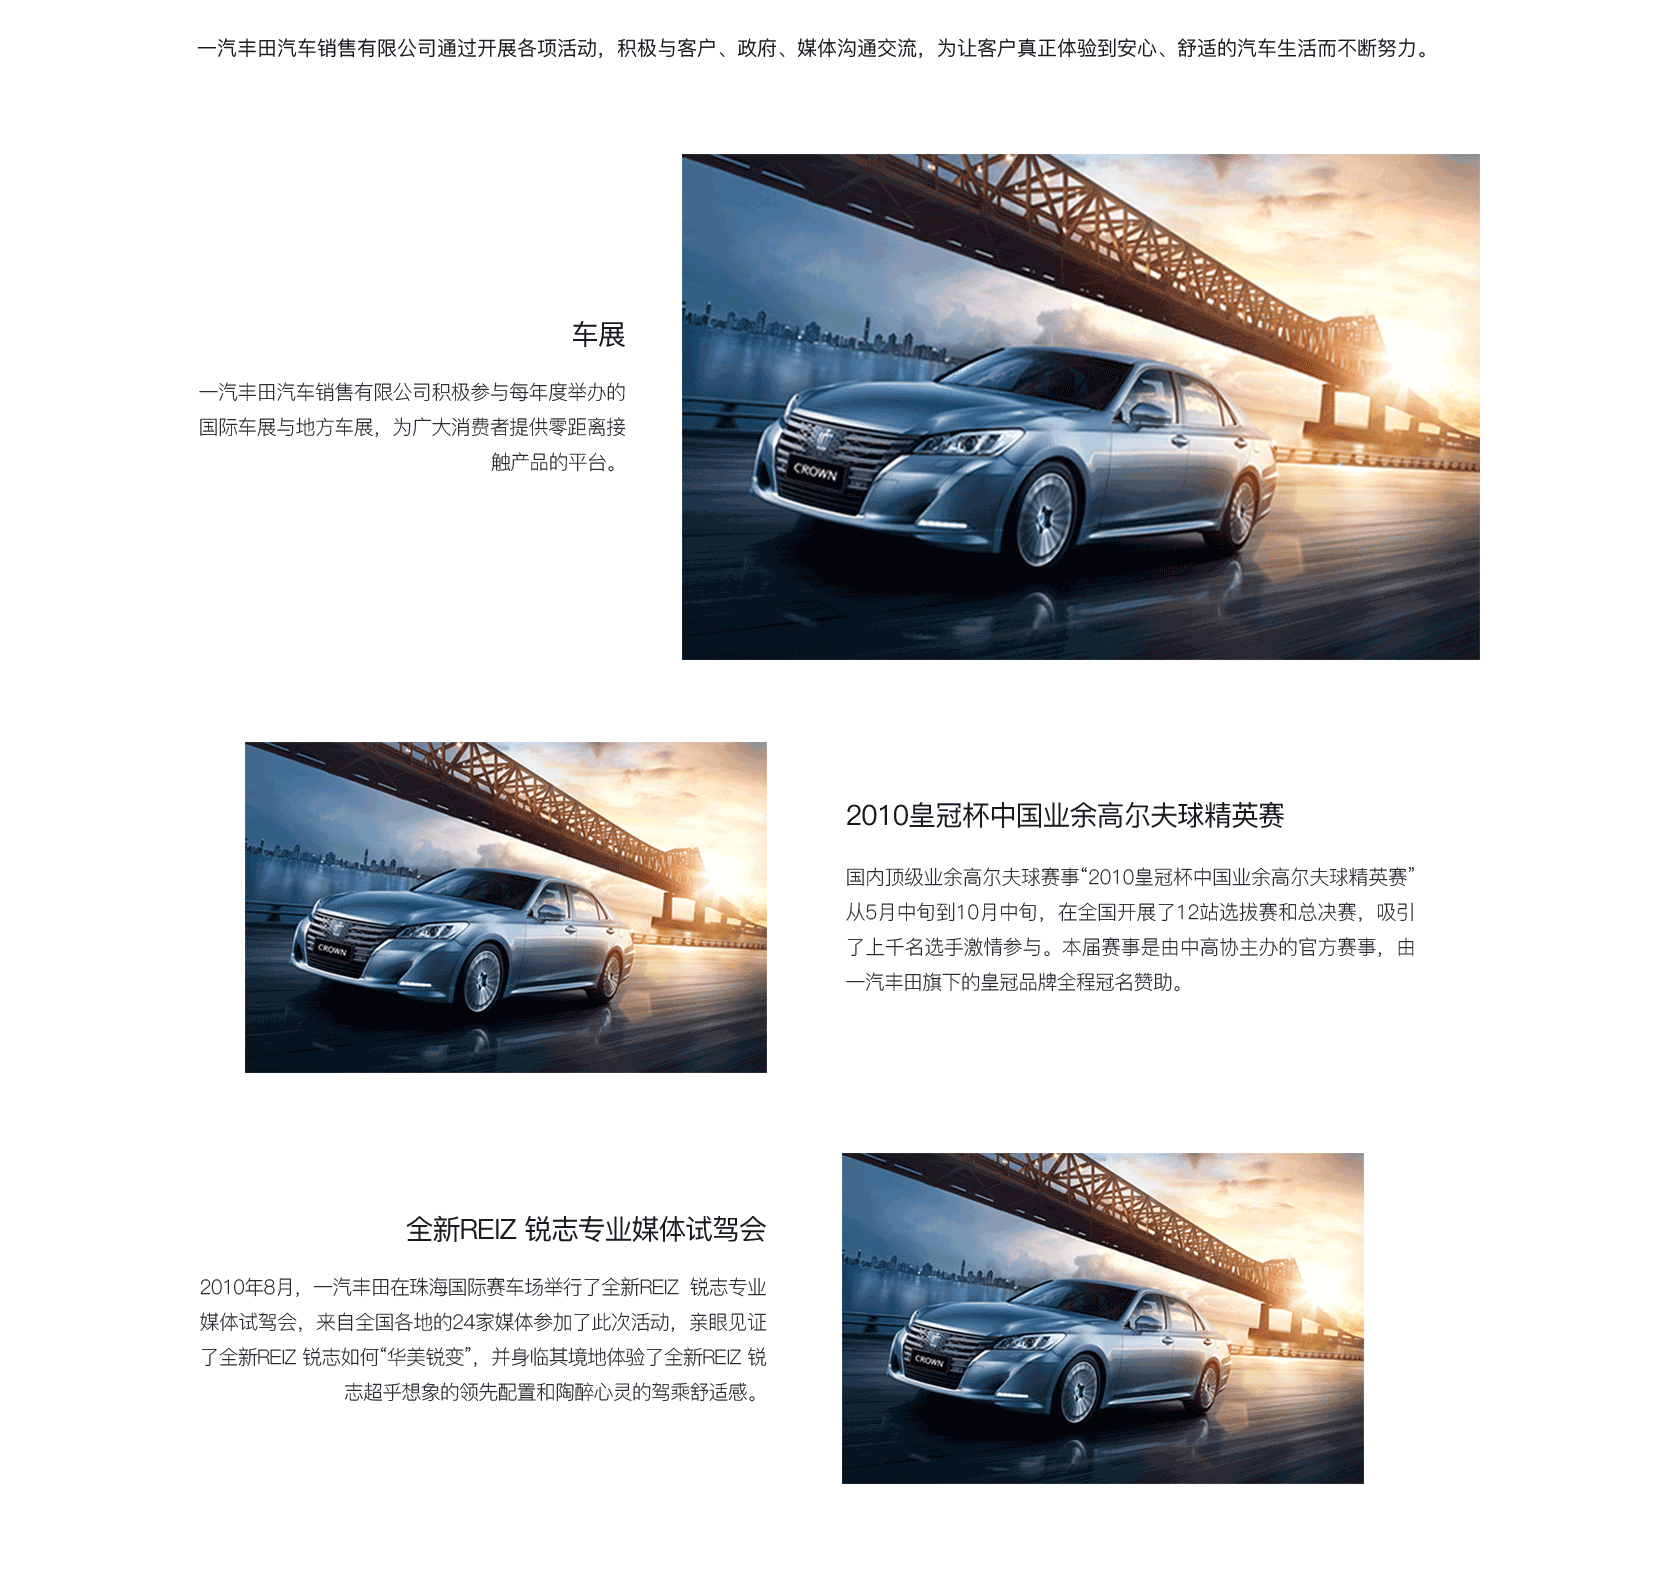 一汽丰田汽车销售有限公司通过开展各项活动，积极与客户、政府、媒体沟通交流，为让客户真正体验到安心、舒适的汽车生活而不断努力。
车展
一汽丰田汽车销售有限公司积极参与每年度举办的
国际车展与地方车展，为广大消费者提供零距离接
触产品的平台。
CROWN
CROWN
2010皇冠杯中国业余高尔夫球精英赛
国内顶级业余高尔夫球赛事“2010皇冠杯中国业余高尔夫球精英赛”
从5月中旬到10月中旬，在全国开展了12站选拔赛和总决赛，吸引
了上千名选手激情参与。本届赛事是由中高协主办的官方赛事，由
一汽丰田旗下的皇冠品牌全程冠名赞助。
全新REIZ 锐志专业媒体试驾会
2010年8月，一汽丰田在珠海国际赛车场举行了全新REIZ 锐志专业
媒体试驾会，来自全国各地的24家媒体参加了此次活动，亲眼见证
了全新REIZ 锐志如何“华美锐变”，并身临其境地体验了全新REIZ 锐
志超乎想象的领先配置和陶醉心灵的驾乘舒适感。
CROWN